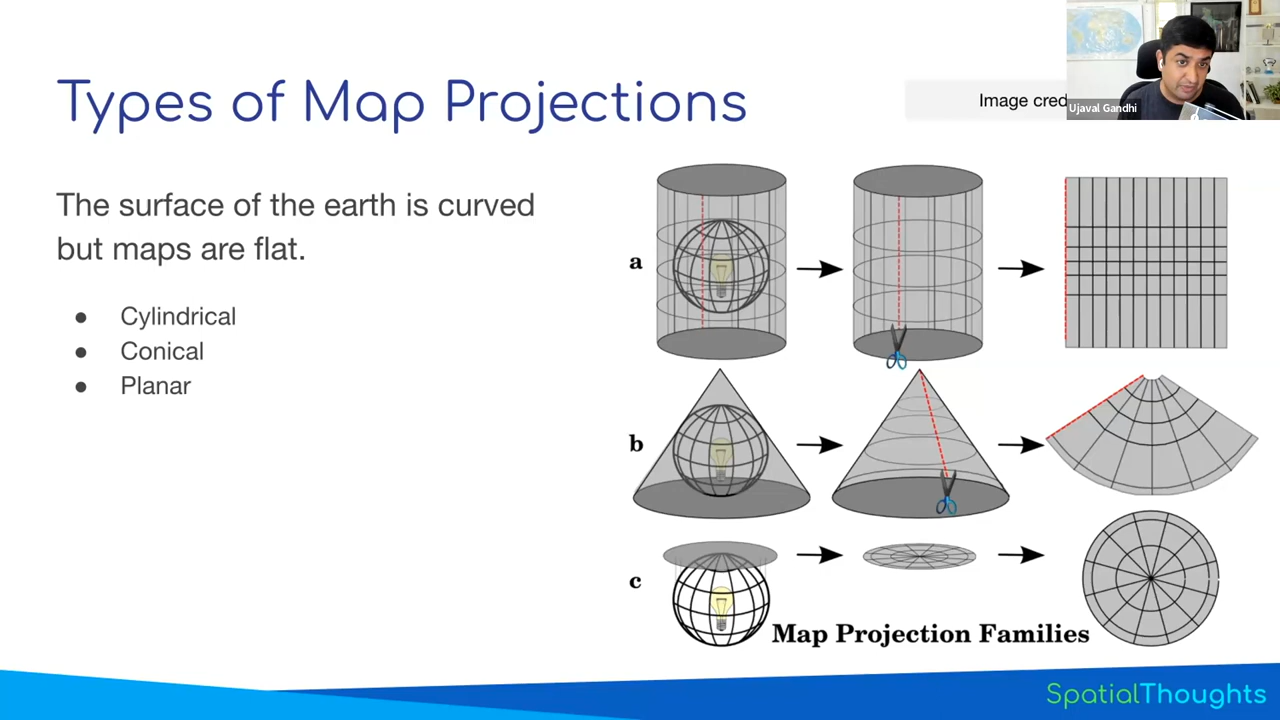 Types of Map Projections
Image cred
Ujaval Gandhi
The surface of the earth is curved
but maps are flat.
● Cylindrical
● Conical
● Planar
a
b
c
Map Projection Families
SpatialThoughts